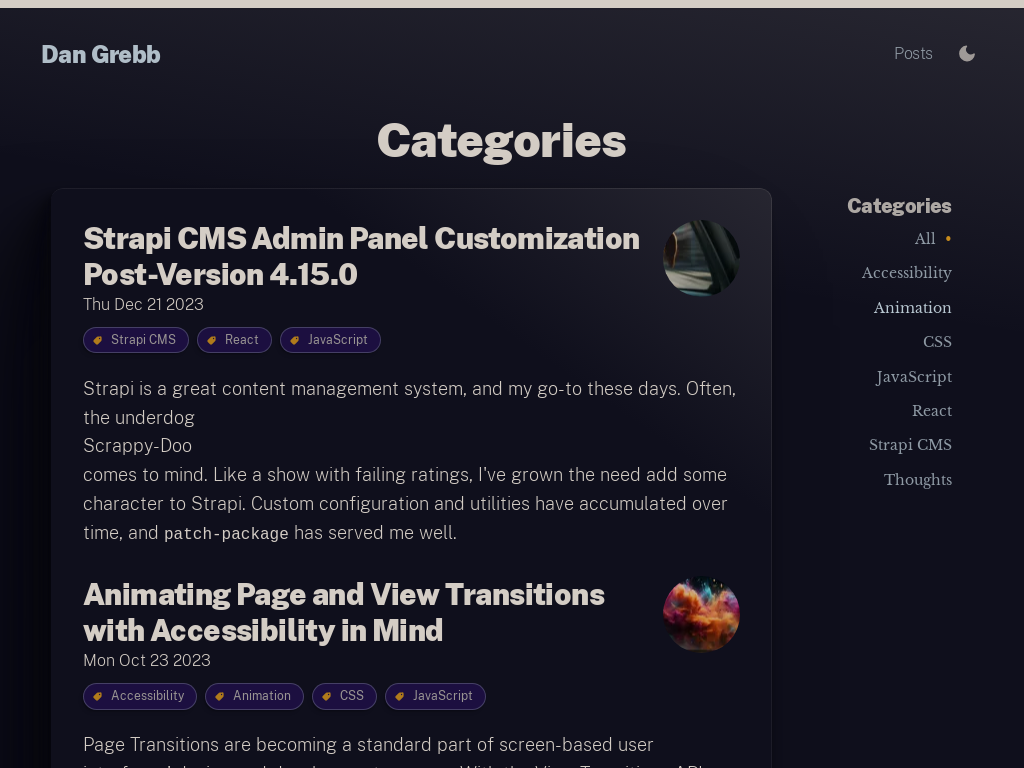 Dan Grebb
Posts
Categories
Strapi CMS Admin Panel Customization
Post-Version 4.15.0
Thu Dec 21 2023
Strapi CMS
React
JavaScript
Strapi is a great content management system, and my go-to these days. Often,
the underdog
Scrappy-Doo
comes to mind. Like a show with failing ratings, I've grown the need add some
character to Strapi. Custom configuration and utilities have accumulated over
time, and patch-package has served me well.
Animating Page and View Transitions
with Accessibility in Mind
Mon Oct 23 2023
Accessibility
Animation
CSS
JavaScript
Page Transitions are becoming a standard part of screen-based user
Categories
All
Accessibility
Animation
CSS
JavaScript
React
Strapi CMS
Thoughts